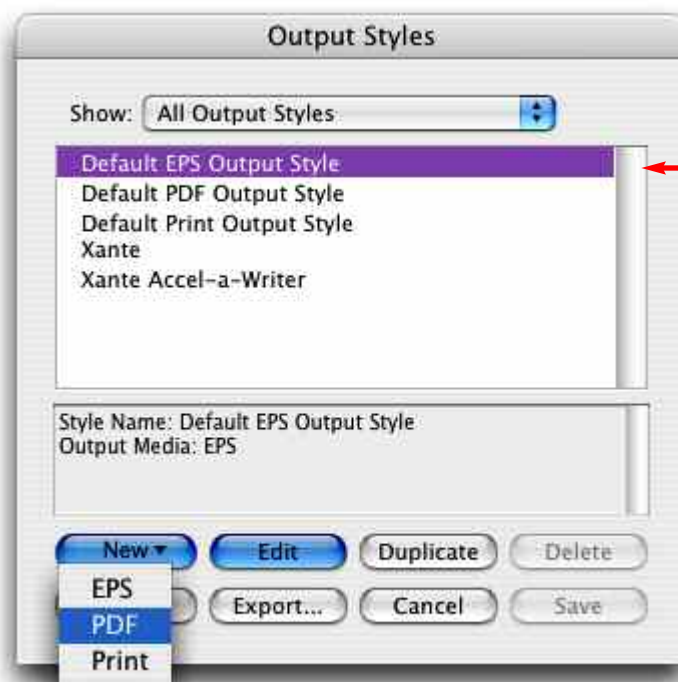 Output Styles
Show: All Output Styles
Default EPS Output Style
Default PDF Output Style
Default Print Output Style
Xante
Xante Accel-a-Writer
Style Name: Default EPS Output Style
Output Media: EPS
New Edit Duplicate Delete
EPS
Export... Cancel Save
PDF
Print